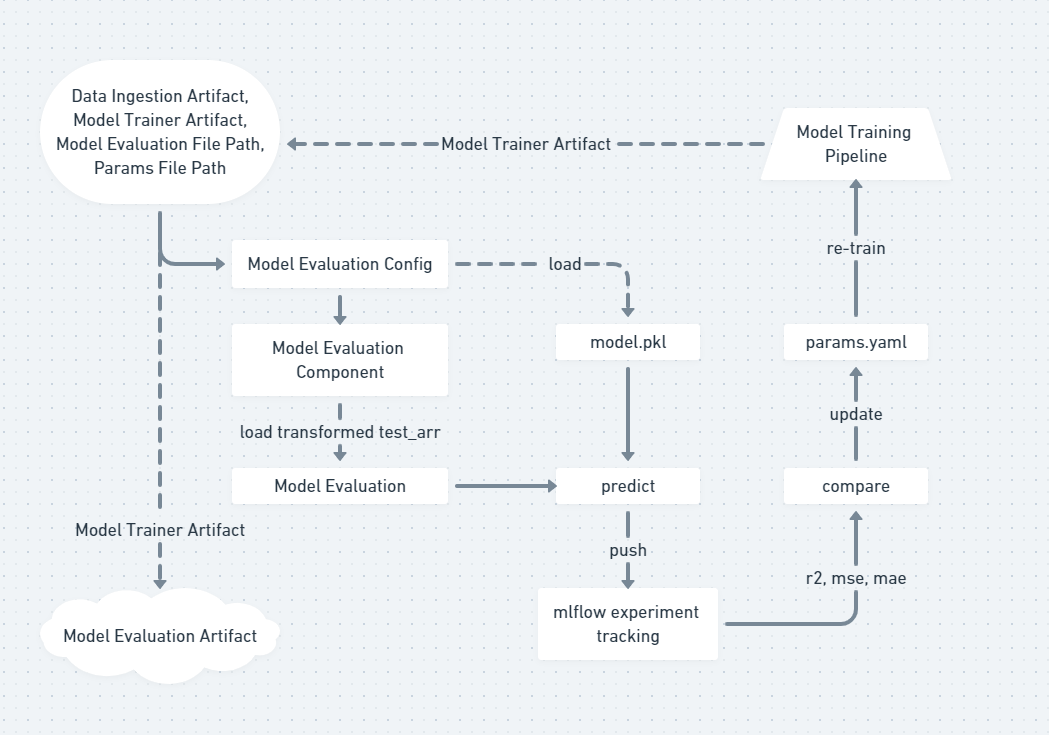 Data Ingestion Artifact,
Model Trainer Artifact,
Model Evaluation File Path,
Params File Path
Model Trainer Artifact
Model Training
Pipeline
re-train
Model Evaluation Config
load
Model Evaluation
Component
model.pkl
params.yaml
update
load transformed test_arr
Model Evaluation
predict
compare
Model Trainer Artifact
push
r2, mse, mae
mlflow experiment
tracking
Model Evaluation Artifact